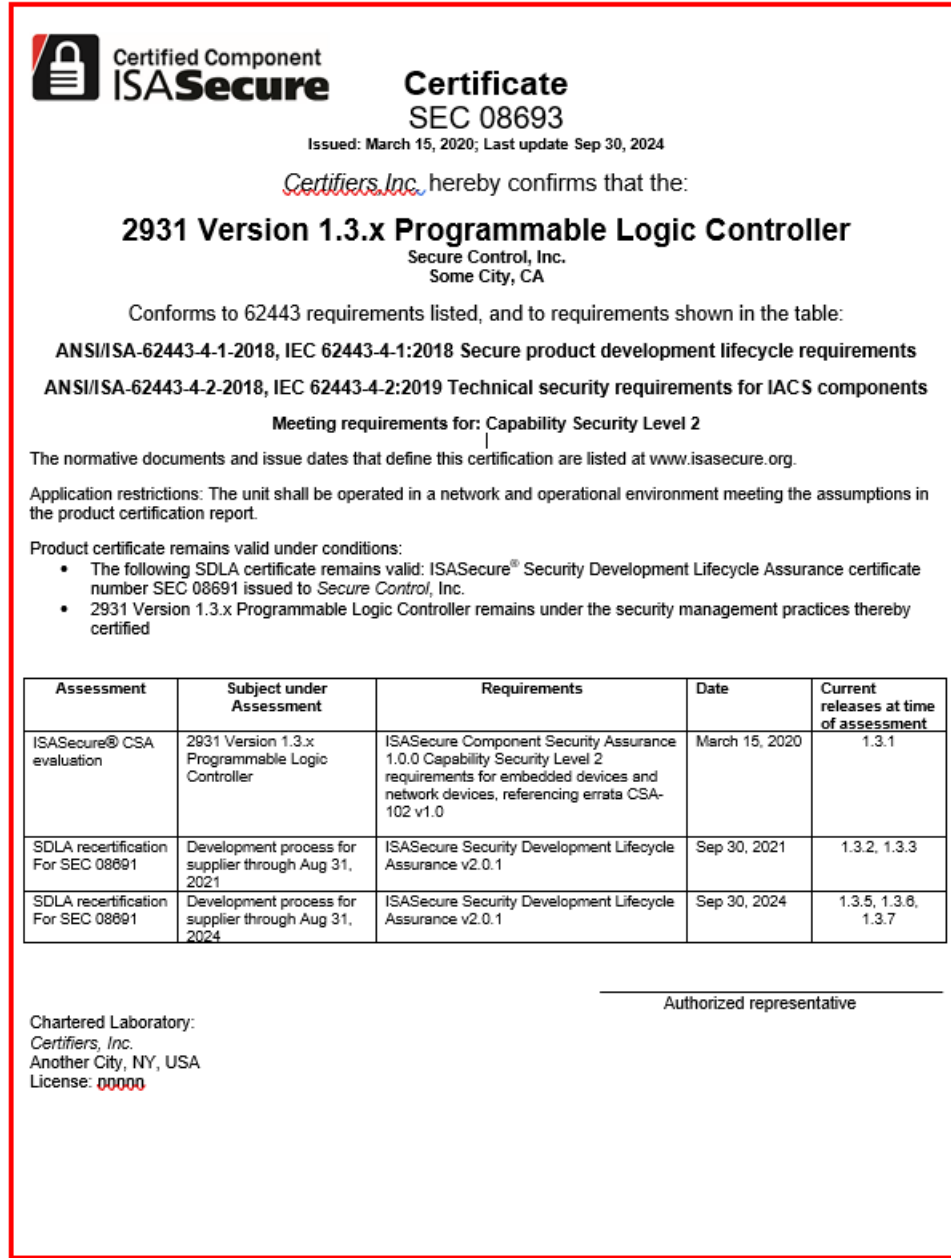 Certified Component
ISASecure
Certificate
SEC 08693
Issued: March 15, 2020; Last update Sep 30, 2024
Certifiers,Inc. hereby confirms that the:
2931 Version 1.3.x Programmable Logic Controller
Secure Control, Inc.
Some City, CA
Conforms to 62443 requirements listed, and to requirements shown in the table:
ANSI/ISA-62443-4-1-2018, IEC 62443-4-1:2018 Secure product development lifecycle requirements
ANSI/ISA-62443-4-2-2018, IEC 62443-4-2:2019 Technical security requirements for IACS components
Meeting requirements for: Capability Security Level 2
The normative documents and issue dates that define this certification are listed at www.isasecure.org.
Application restrictions: The unit shall be operated in a network and operational environment meeting the assumptions in
the product certification report.
Product certificate remains valid under conditions:
• The following SDLA certificate remains valid: ISASecure® Security Development Lifecycle Assurance certificate
number SEC 08691 issued to Secure Control, Inc.
• 2931 Version 1.3.x Programmable Logic Controller remains under the security management practices thereby
certified
Assessment
Subject under
Assessment
Requirements
Date
Current
releases at time
of assessment
ISASecure® CSA
evaluation
2931 Version 1.3.x
Programmable Logic
Controller
ISASecure Component Security Assurance
1.0.0 Capability Security Level 2
requirements for embedded devices and
network devices, referencing errata CSA-
102 v1.0
March 15, 2020
1.3.1
SDLA recertification
For SEC 08691
Development process for
supplier through Aug 31,
2021
ISASecure Security Development Lifecycle
Assurance v2.0.1
Sep 30, 2021
1.3.2, 1.3.3
SDLA recertification
For SEC 08691
Development process for
supplier through Aug 31,
2024
ISASecure Security Development Lifecycle
Assurance v2.0.1
Sep 30, 2024
1.3.5, 1.3.6,
1.3.7
Authorized representative
Chartered Laboratory:
Certifiers, Inc.
Another City, NY, USA
License: nnnnn